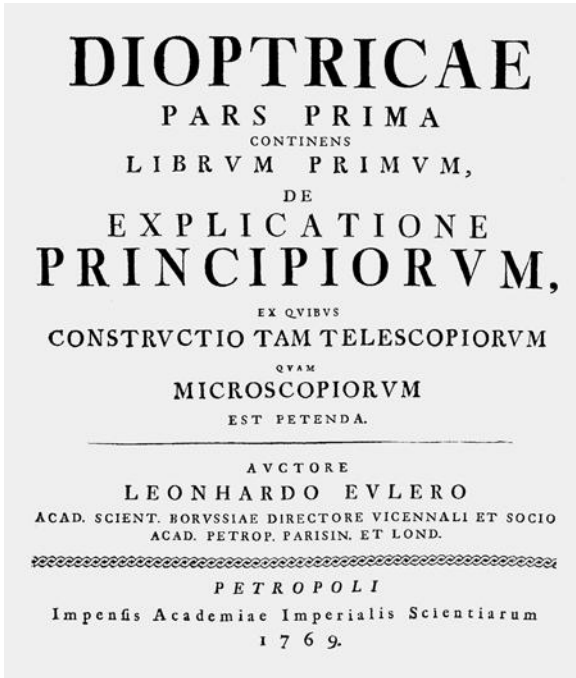 DIOPTRICAE
PARS PRIMA
CONTINENS
LIBRVM PRIMVM,
DE
EXPLICATIONE
PRINCIPIORVM,
EX QVIBVS
CONSTRVCTIO TAM TELESCOPIORVM
QVAM
MICROSCOPIORVM
EST PETENDA.
AVCTORE
LEONHARDO EVLERO
ACAD. SCIENT. BORVSSIAE DIRECTORE VICENNALI ET SOCIO
ACAD. PETROP. PARISIN. ET LOND.
PETROPOLI
Impenſis Academiae Imperialis Scientiarum
1769.